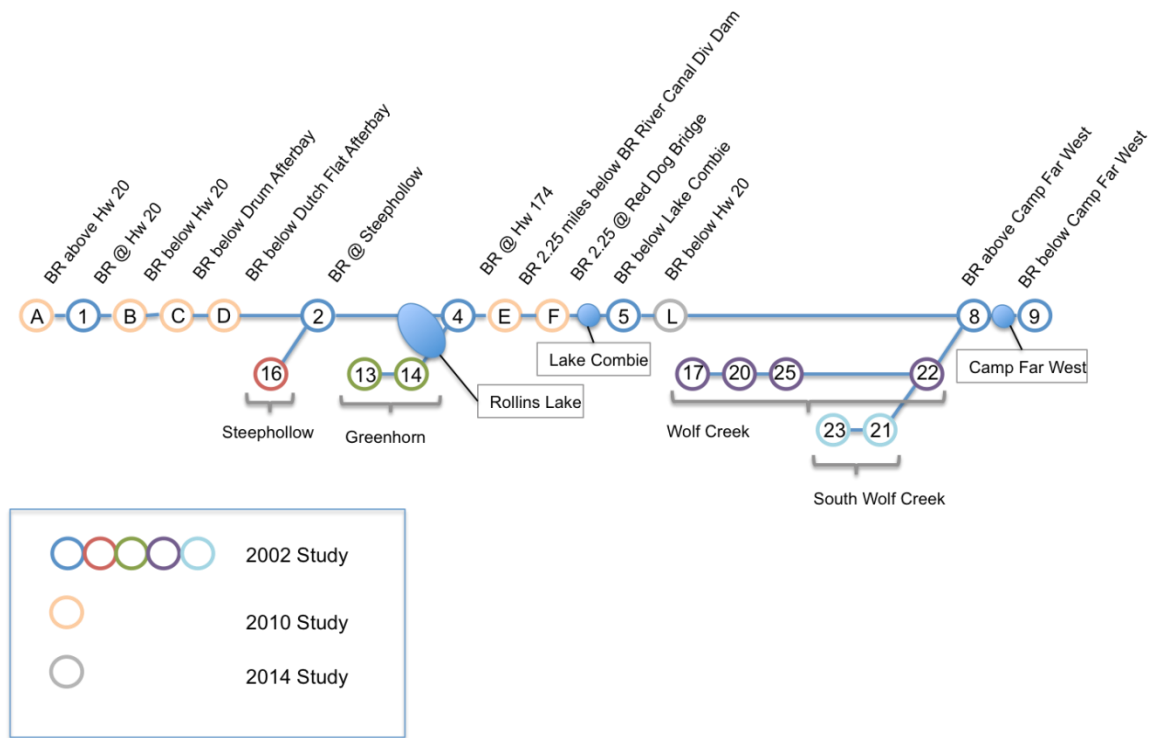 BR above Hw 20
BR @ Hw 20
BR below Hw 20
BR below Drum Afterbay
BR below Dutch Flat Afterbay
BR @ Steephollow
BR @ Hw 174
BR 2.25 miles below BR River Canal Div Dam
BR 2.25 @ Red Dog Bridge
BR below Lake Combie
BR below Hw 20
BR above Camp Far West
BR below Camp Far West
A
1
B
C
D
2
4
E
F
5
L
8
9
Lake Combie
Camp Far West
16
13
14
17
20
25
22
Rollins Lake
Steephollow
Greenhorn
Wolf Creek
23
21
South Wolf Creek
2002 Study
2010 Study
2014 Study